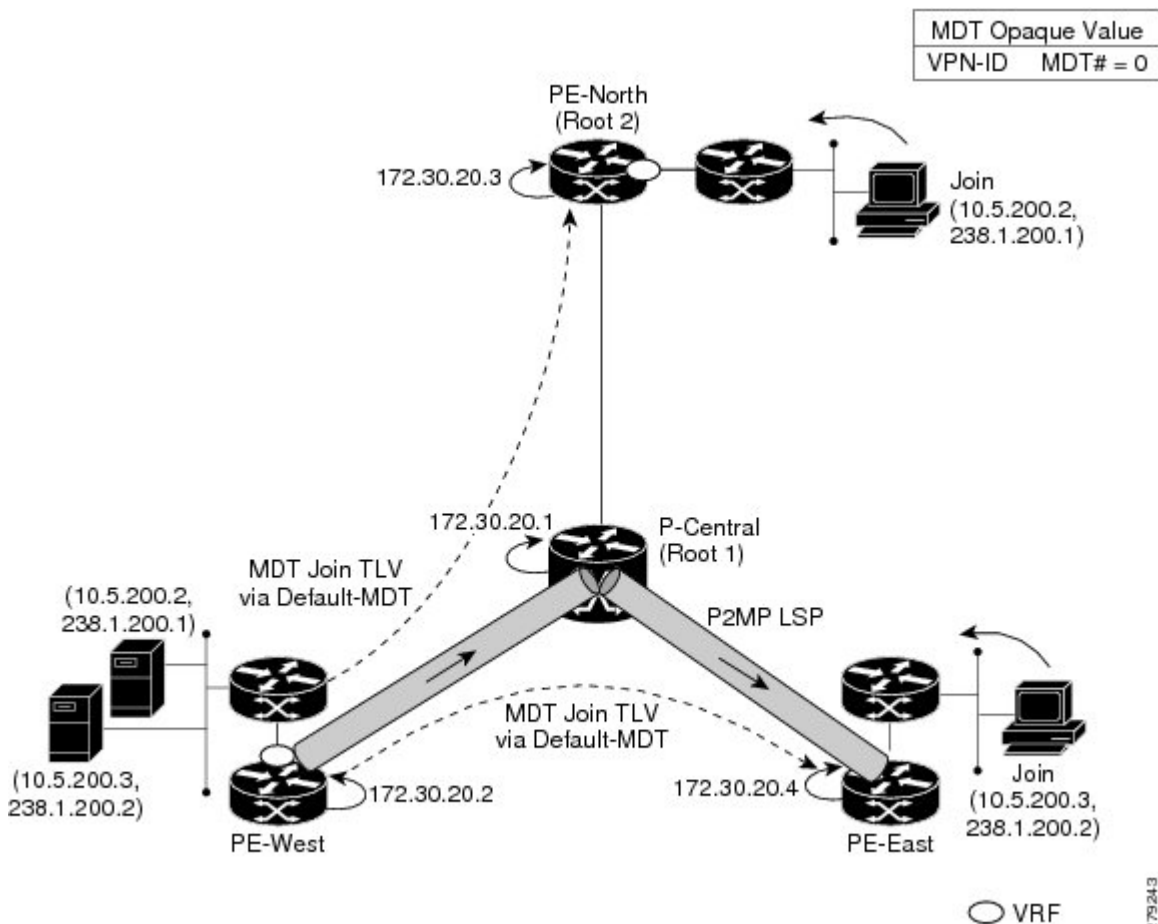 MDT Opaque Value
VPN-ID MDT# = 0
PE-North
(Root 2)
172.30.20.3
Join
(10.5.200.2,
238.1.200.1)
172.30.20.1
P-Central
(Root 1)
MDT Join TLV
via Default-MDT
(10.5.200.2,
238.1.200.1)
P2MP LSP
MDT Join TLV
via Default-MDT
(10.5.200.3,
238.1.200.2)
172.30.20.2
PE-West
172.30.20.4
PE-East
Join
(10.5.200.3,
238.1.200.2)
VRF